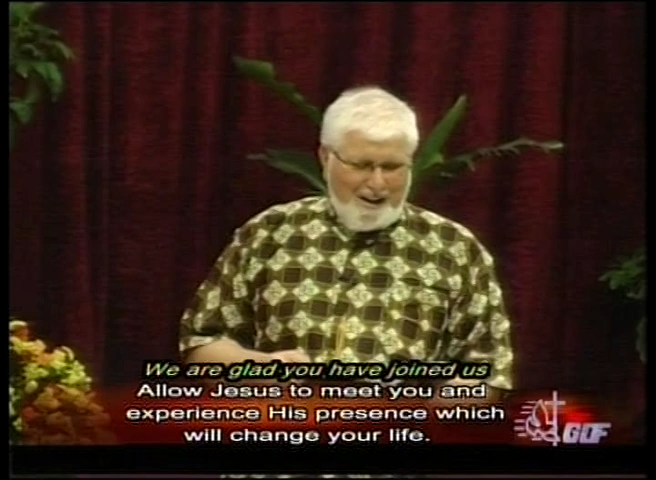 We are glad you have joined us
Allow Jesus to meet you and
experience His presence which
will change your life.
GCF